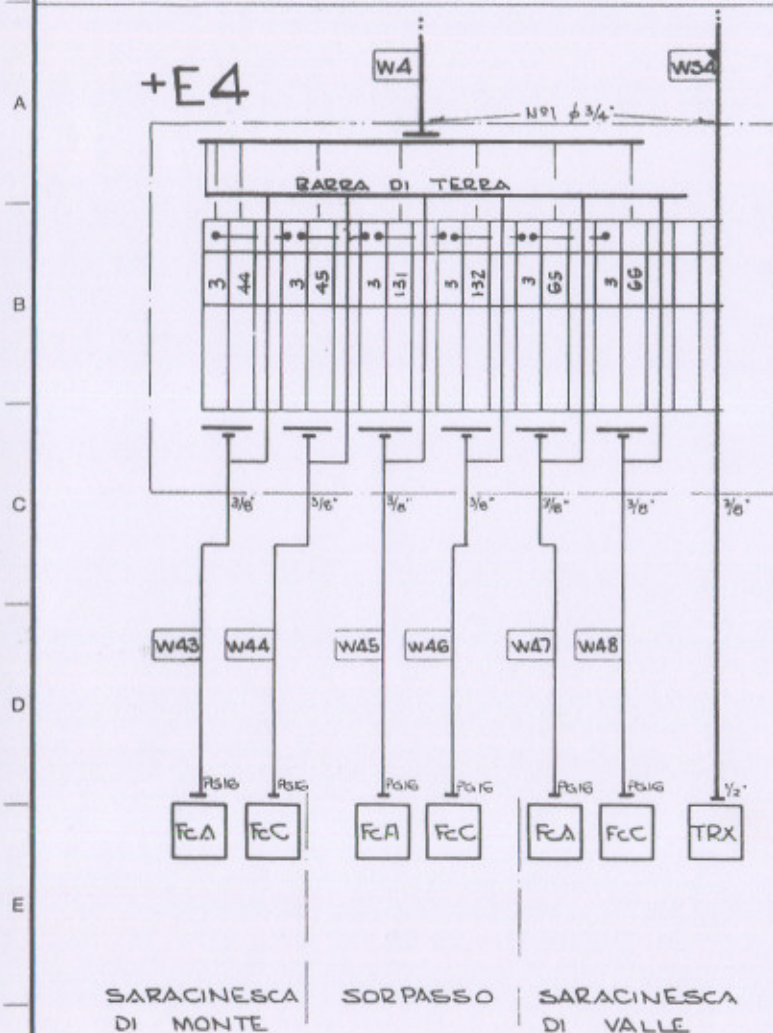 W4
W34
+E4
A
Nº1 ϕ 3/4"
BARRA DI TERRA
3 44 3 45 3 131 3 132 3 65 3 66
B
C
3/8" 3/8" 3/8" 3/8" 3/8" 3/8" 3/8"
W43 W44 W45 W46 W47 W48
D
PG16 PG16 PG16 PG16 PG16 PG16 1/2"
FcA FcC FcA FcC FcA FcC TRX
E
SARACINESCA DI MONTE
SORPASSO
SARACINESCA DI VALLE